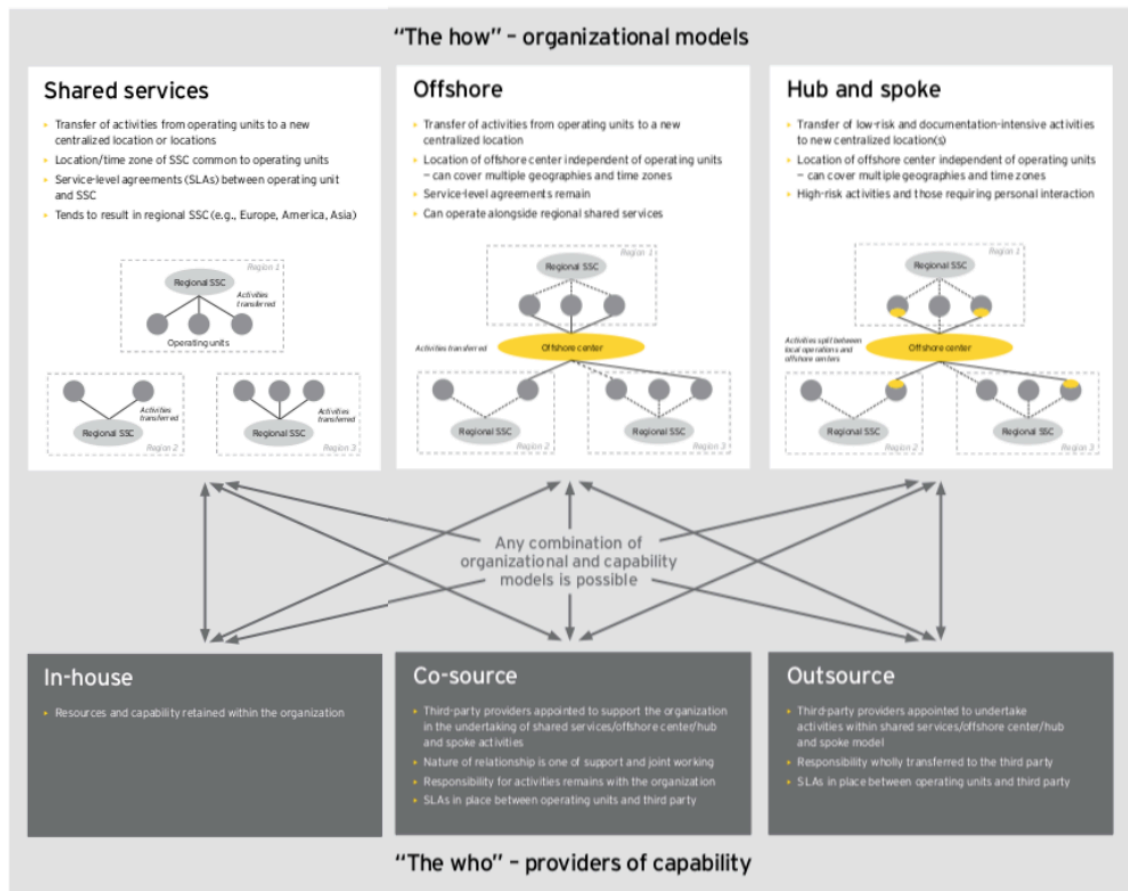 “The how” – organizational models
Shared services
▸ Transfer of activities from operating units to a new
centralized location or locations
▸ Location/time zone of SSC common to operating units
▸ Service-level agreements (SLAs) between operating unit
and SSC
▸ Tends to result in regional SSC (e.g., Europe, America, Asia)
Region 1
Regional SSC
Activities
transferred
Operating units
Activities
transferred
Regional SSC
Region 2
Activities
transferred
Regional SSC
Region 3
Offshore
▸ Transfer of activities from operating units to a new
centralized location
▸ Location of offshore center independent of operating units
— can cover multiple geographies and time zones
▸ Service-level agreements remain
▸ Can operate alongside regional shared services
Region 1
Regional SSC
Activities transferred
Offshore center
Regional SSC
Region 2
Regional SSC
Region 3
Hub and spoke
▸ Transfer of low-risk and documentation-intensive activities
to new centralized location(s)
▸ Location of offshore center independent of operating units
— can cover multiple geographies and time zones
▸ High-risk activities and those requiring personal interaction
Region 1
Regional SSC
Activities split between
local operations and
offshore centers
Offshore center
Regional SSC
Region 2
Regional SSC
Region 3
Any combination of
organizational and capability
models is possible
In-house
▸ Resources and capability retained within the organization
Co-source
▸ Third-party providers appointed to support the organization
in the undertaking of shared services/offshore center/hub
and spoke activities
▸ Nature of relationship is one of support and joint working
▸ Responsibility for activities remains with the organization
▸ SLAs in place between operating units and third party
Outsource
▸ Third-party providers appointed to undertake
activities within shared services/offshore center/hub
and spoke model
▸ Responsibility wholly transferred to the third party
▸ SLAs in place between operating units and third party
“The who” – providers of capability